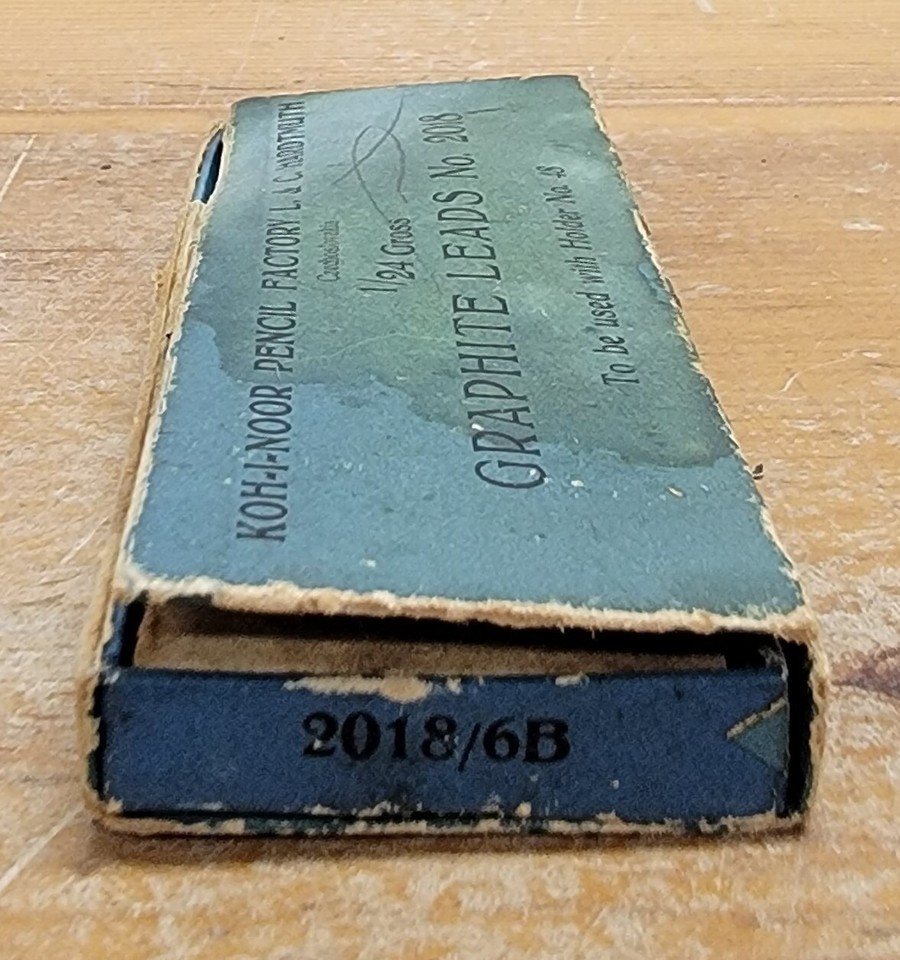 KOH-I-NOOR PENCIL FACTORY L. & C. HARDTMUTH
Czechoslovakia
1/24 Gross
GRAPHITE LEADS No. 2018
To be used with Holder No. 48
2018/6B